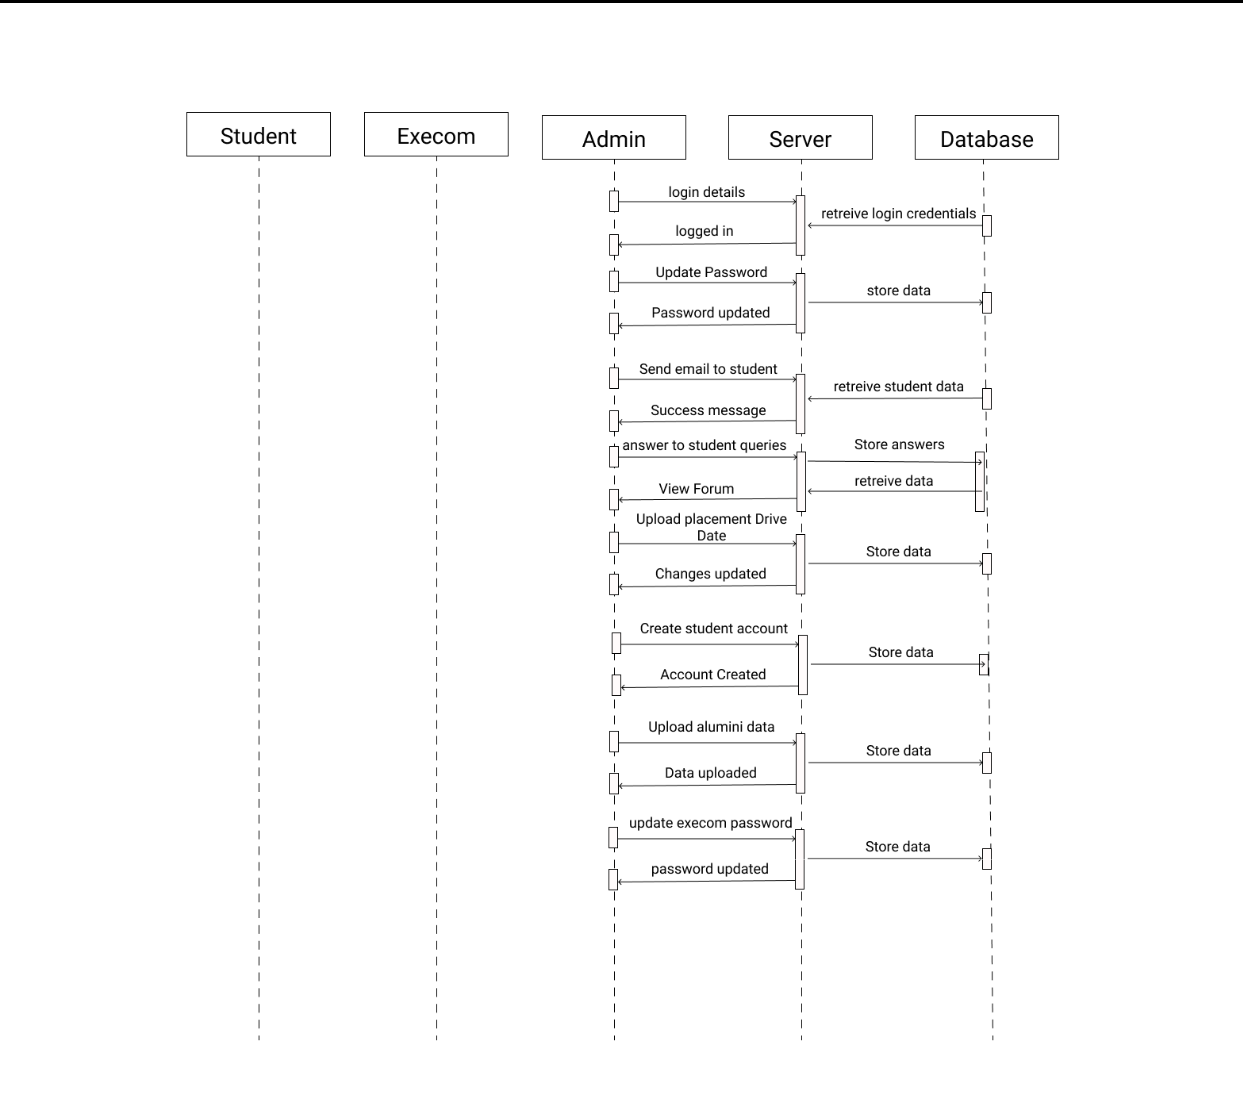 Student
Execom
Admin
Server
Database
login details
retreive login credentials
logged in
Update Password
store data
Password updated
Send email to student
retreive student data
Success message
answer to student queries
Store answers
retreive data
View Forum
Upload placement Drive
Date
Store data
Changes updated
Create student account
Store data
Account Created
Upload alumini data
Store data
Data uploaded
update execom password
Store data
password updated